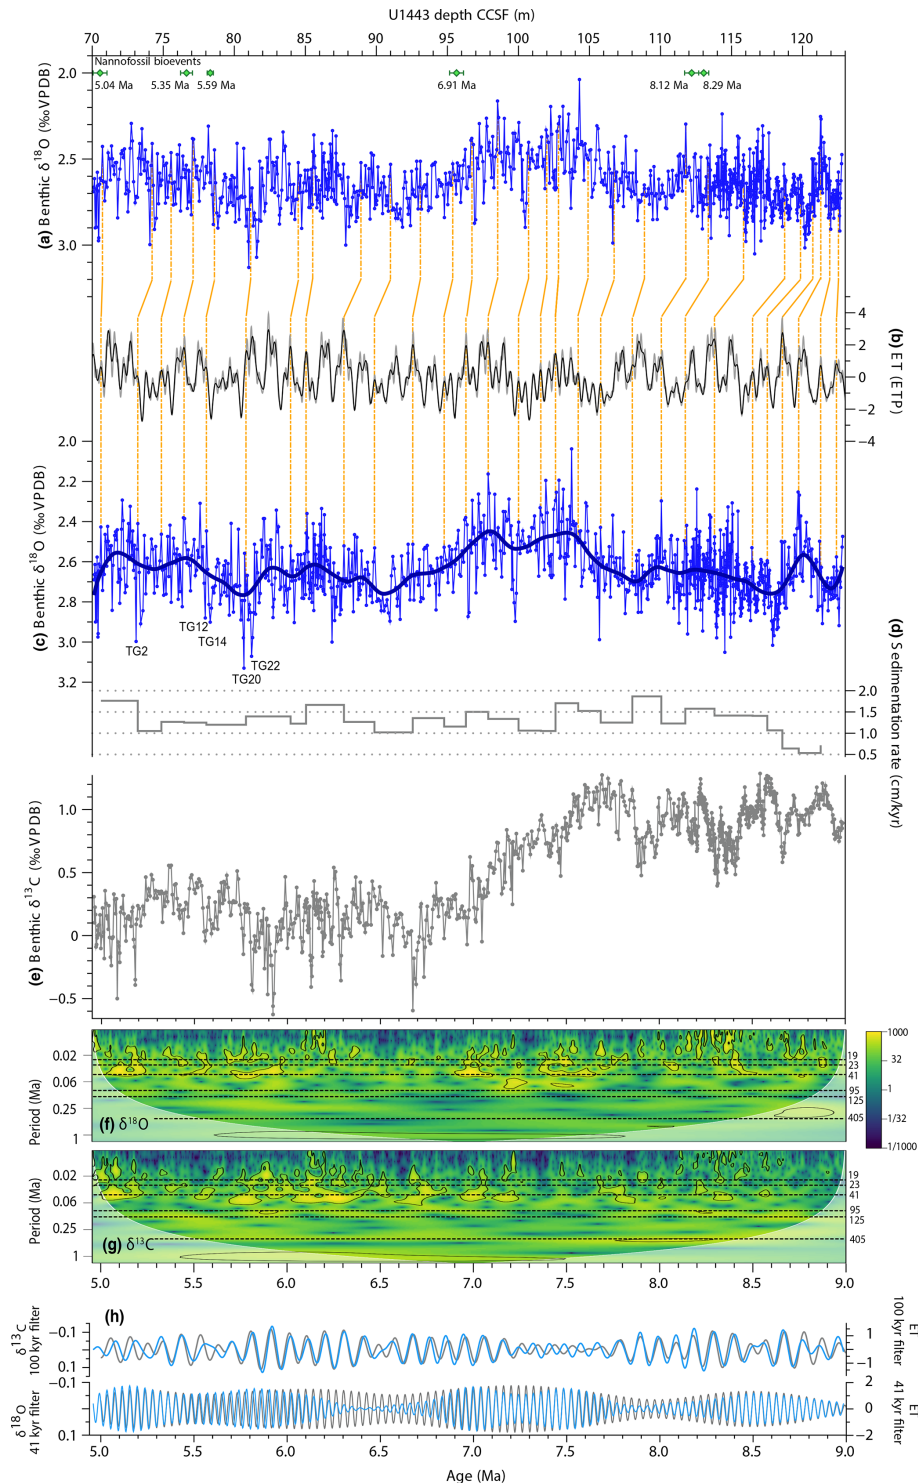 U1443 depth CCSF (m)
70 75 80 85 90 95 100 105 110 115 120
Nannofossil bioevents
5.04 Ma 5.35 Ma 5.59 Ma 6.91 Ma 8.12 Ma 8.29 Ma
(a) Benthic δ18O (‰VPDB)
2.0
2.5
3.0
(b) ET (ETP)
4
2
0
−2
−4
(c) Benthic δ18O (‰VPDB)
2.0
2.2
2.4
2.6
2.8
3.0
3.2
TG2
TG12
TG14
TG22
TG20
(d) Sedimentation rate (cm/kyr)
2.0
1.5
1.0
0.5
(e) Benthic δ13C (‰VPDB)
1.0
0.5
0
−0.5
Period (Ma)
0.02
0.06
0.25
1
(f) δ18O
19
23
41
95
125
405
1000
32
1
1/32
1/1000
Period (Ma)
0.02
0.06
0.25
1
(g) δ13C
19
23
41
95
125
405
5.0 5.5 6.0 6.5 7.0 7.5 8.0 8.5 9.0
(h)
δ13C
100 kyr filter
−0.1
0.1
ET
100 kyr filter
1
−1
δ18O
41 kyr filter
−0.1
0.1
ET
41 kyr filter
2
0
−2
5.0 5.5 6.0 6.5 7.0 7.5 8.0 8.5 9.0
Age (Ma)